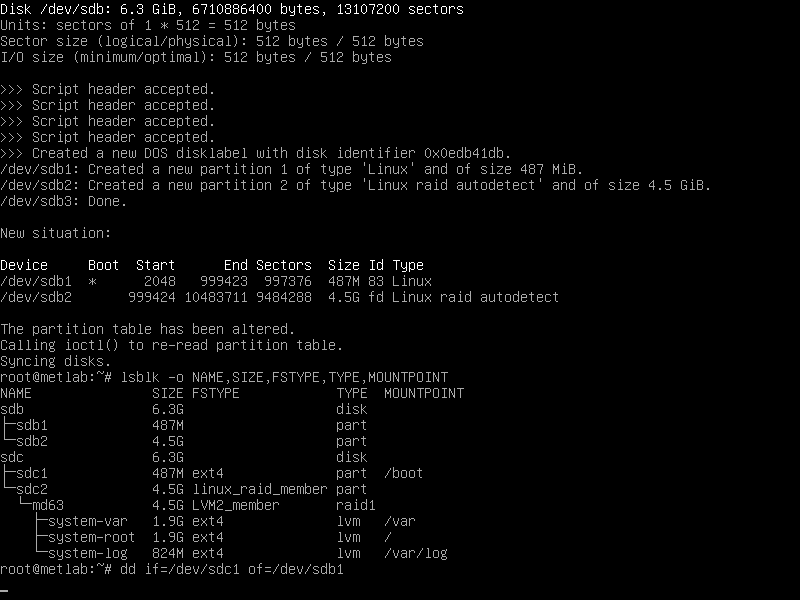 Disk /dev/sdb: 6.3 GiB, 6710886400 bytes, 13107200 sectors
Units: sectors of 1 * 512 = 512 bytes
Sector size (logical/physical): 512 bytes / 512 bytes
I/O size (minimum/optimal): 512 bytes / 512 bytes
>>> Script header accepted.
>>> Script header accepted.
>>> Script header accepted.
>>> Script header accepted.
>>> Created a new DOS disklabel with disk identifier 0x0edb41db.
/dev/sdb1: Created a new partition 1 of type 'Linux' and of size 487 MiB.
/dev/sdb2: Created a new partition 2 of type 'Linux raid autodetect' and of size 4.5 GiB.
/dev/sdb3: Done.
New situation:
Device     Boot  Start      End Sectors  Size Id Type
/dev/sdb1  *      2048   999423  997376  487M 83 Linux
/dev/sdb2       999424 10483711 9484288  4.5G fd Linux raid autodetect
The partition table has been altered.
Calling ioctl() to re-read partition table.
Syncing disks.
root@metlab:~# lsblk -o NAME,SIZE,FSTYPE,TYPE,MOUNTPOINT
NAME               SIZE FSTYPE            TYPE  MOUNTPOINT
sdb                6.3G                   disk
├─sdb1             487M                   part
└─sdb2             4.5G                   part
sdc                6.3G                   disk
├─sdc1             487M ext4              part  /boot
└─sdc2             4.5G linux_raid_member part
  └─md63           4.5G LVM2_member       raid1
    ├─system-var   1.9G ext4              lvm   /var
    ├─system-root  1.9G ext4              lvm   /
    └─system-log   824M ext4              lvm   /var/log
root@metlab:~# dd if=/dev/sdc1 of=/dev/sdb1